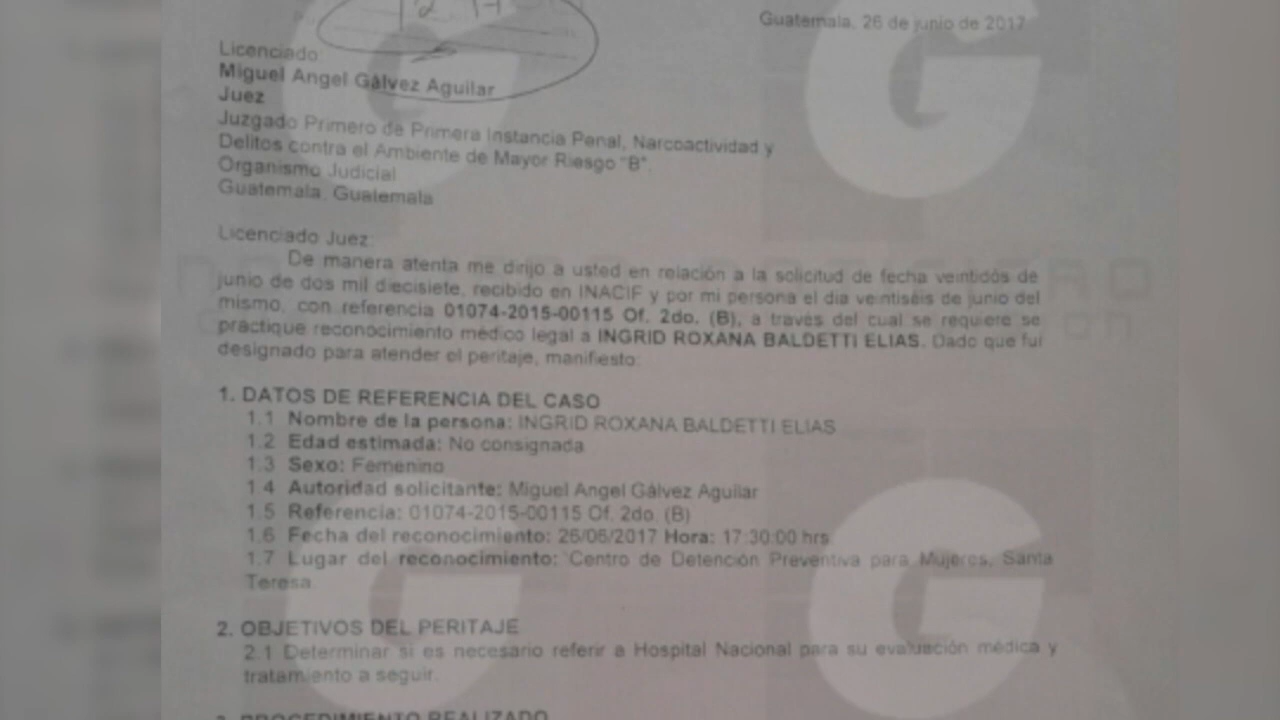 12 14
Guatemala, 26 de junio de 2017
Licenciado
Miguel Angel Gálvez Aguilar
Juez
Juzgado Primero de Primera Instancia Penal, Narcoactividad y
Delitos contra el Ambiente de Mayor Riesgo "B".
Organismo Judicial
Guatemala, Guatemala
Licenciado Juez:
De manera atenta me dirijo a usted en relación a la solicitud de fecha veintidós de
junio de dos mil diecisiete, recibido en INACIF y por mi persona el día veintiséis de junio del
mismo, con referencia 01074-2015-00115 Of. 2do. (B), a través del cual se requiere se
practique reconocimiento médico legal a INGRID ROXANA BALDETTI ELIAS. Dado que fui
designado para atender el peritaje, manifiesto:
1. DATOS DE REFERENCIA DEL CASO
1.1 Nombre de la persona: INGRID ROXANA BALDETTI ELIAS
1.2 Edad estimada: No consignada
1.3 Sexo: Femenino
1.4 Autoridad solicitante: Miguel Angel Gálvez Aguilar
1.5 Referencia: 01074-2015-00115 Of. 2do. (B)
1.6 Fecha del reconocimiento: 26/06/2017 Hora: 17:30:00 hrs
1.7 Lugar del reconocimiento: Centro de Detención Preventiva para Mujeres, Santa
Teresa.
2. OBJETIVOS DEL PERITAJE
2.1 Determinar si es necesario referir a Hospital Nacional para su evaluación médica y
tratamiento a seguir.
3. PROCEDIMIENTO REALIZADO